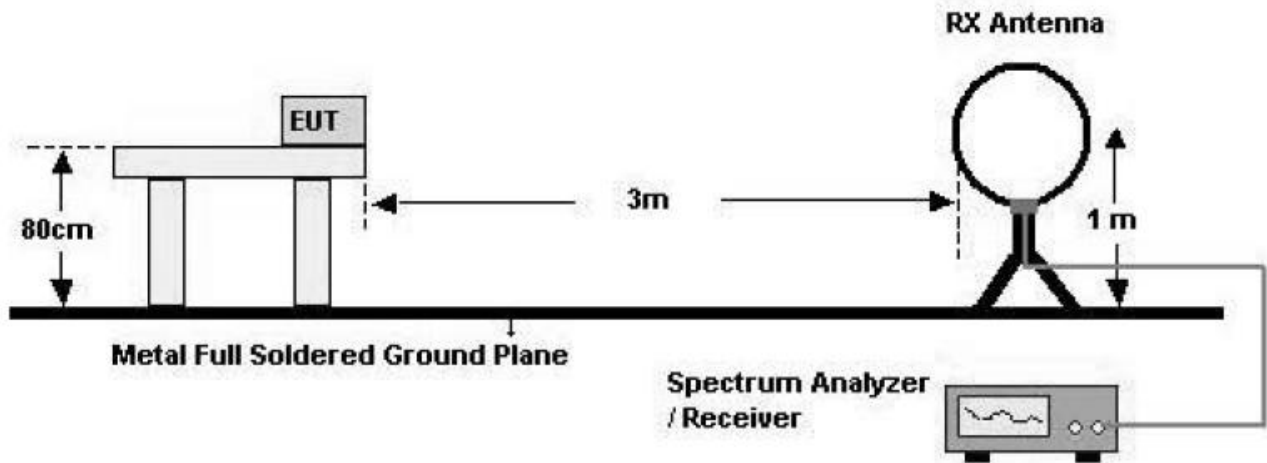 RX Antenna
EUT
80cm
3m
1 m
Metal Full Soldered Ground Plane
Spectrum Analyzer
/ Receiver